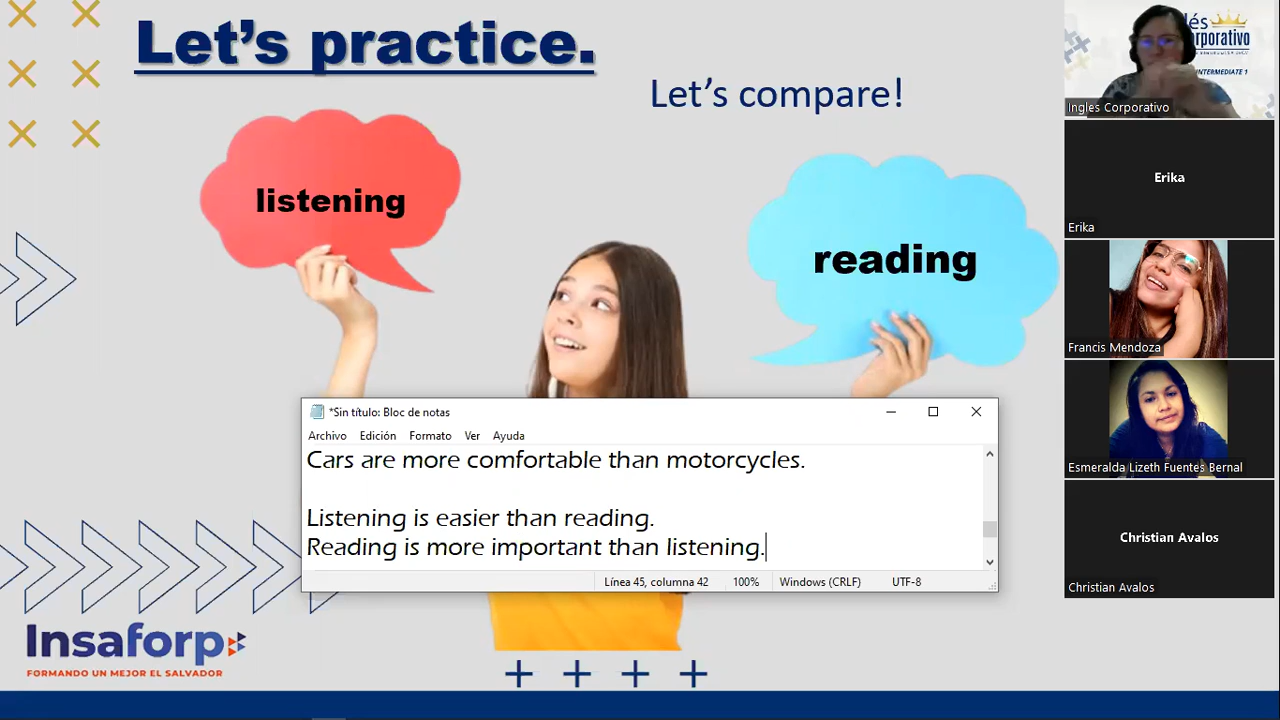 Let's practice.
Let's compare!
listening
reading
*Sin título: Bloc de notas
Archivo Edición Formato Ver Ayuda
Cars are more comfortable than motorcycles.
Listening is easier than reading.
Reading is more important than listening.
Línea 45, columna 42 100% Windows (CRLF) UTF-8
Insaforp
FORMANDO UN MEJOR EL SALVADOR
INTERMEDIATE 1
Ingles Corporativo
Erika
Erika
Francis Mendoza
Esmeralda Lizeth Fuentes Bernal
Christian Avalos
Christian Avalos